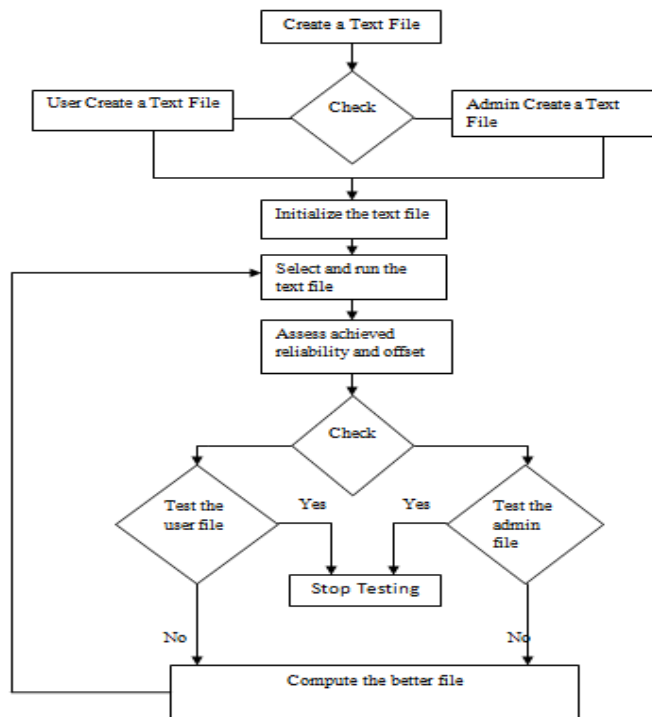 Create a Text File
User Create a Text File
Check
Admin Create a Text
File
Initialize the text file
Select and run the
text file
Assess achieved
reliability and offset
Check
Test the
user file
Yes
Yes
Test the
admin
file
Stop Testing
No
No
Compute the better file